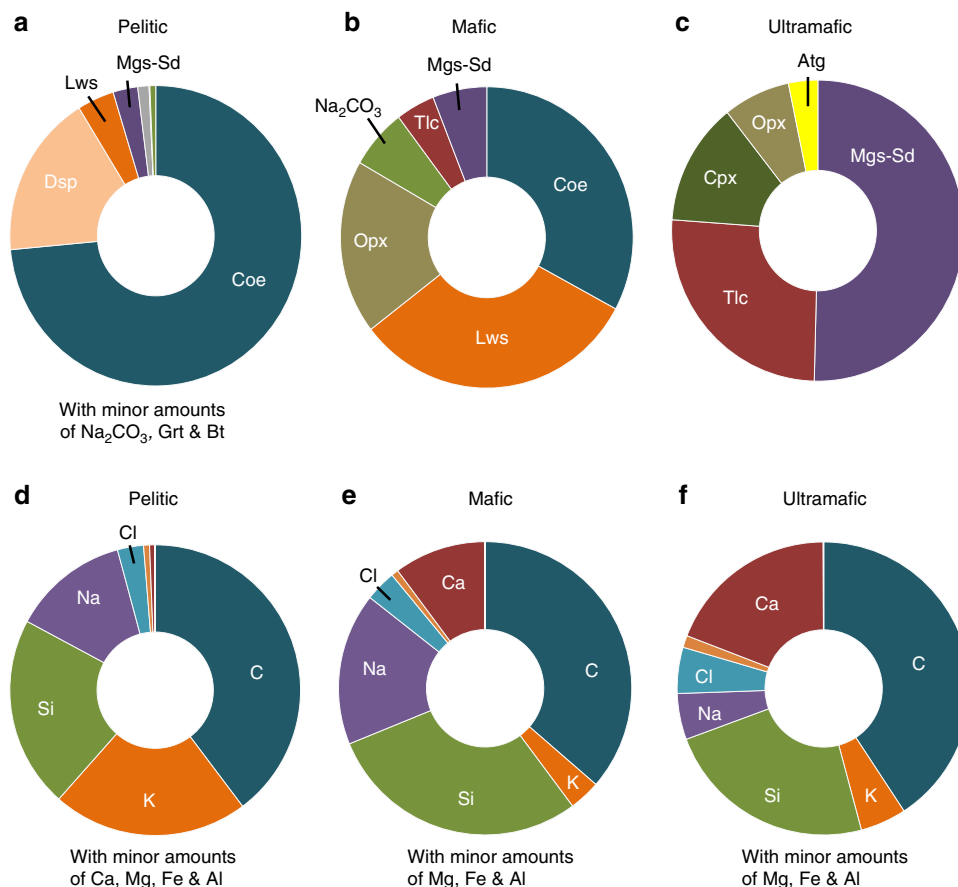 a
Pelitic
Lws
Mgs-Sd
Dsp
Coe
With minor amounts
of Na₂CO₃, Grt & Bt
b
Mafic
Na₂CO₃
Tlc
Mgs-Sd
Coe
Opx
Lws
c
Ultramafic
Atg
Opx
Mgs-Sd
Cpx
Tlc
d
Pelitic
Cl
Na
C
Si
K
With minor amounts
of Ca, Mg, Fe & Al
e
Mafic
Cl
Ca
Na
C
Si
K
With minor amounts
of Mg, Fe & Al
f
Ultramafic
Ca
C
Cl
Na
Si
K
With minor amounts
of Mg, Fe & Al